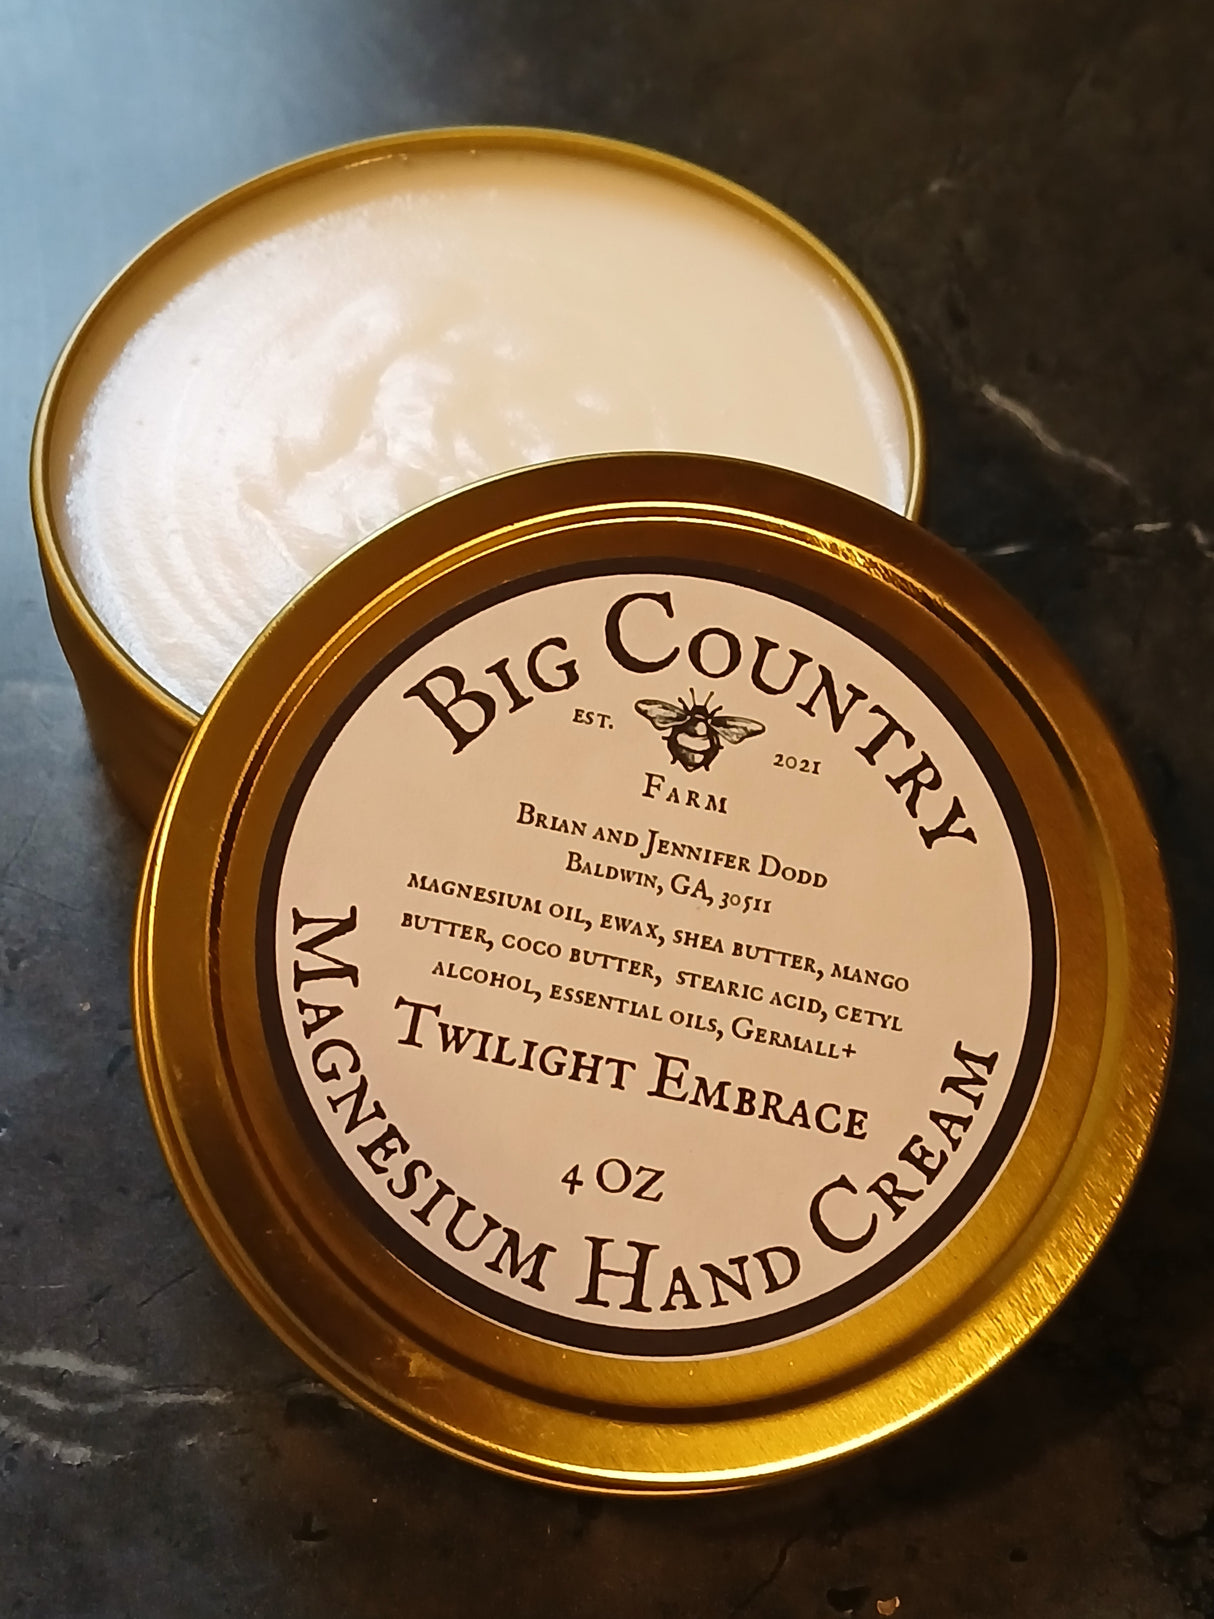 Big Country
Est. 2021
Farm
Brian and Jennifer Dodd
Baldwin, GA, 30511
magnesium oil, ewax, shea butter, mango
butter, coco butter, stearic acid, cetyl
alcohol, essential oils, Germall+
Twilight Embrace
4 oz
Magnesium Hand Cream